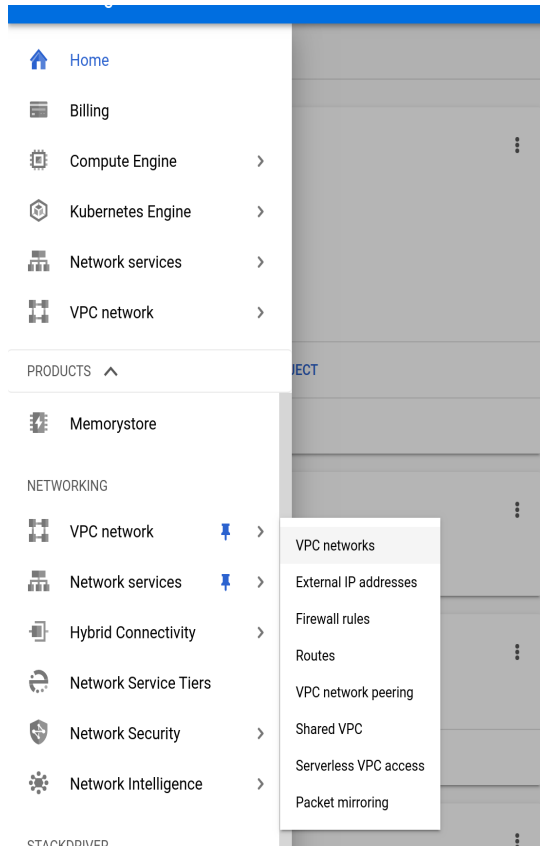 Home
Billing
Compute Engine
Kubernetes Engine
Network services
VPC network
PRODUCTS
JECT
Memorystore
NETWORKING
VPC network
Network services
Hybrid Connectivity
Network Service Tiers
Network Security
Network Intelligence
STACKDRIVER
VPC networks
External IP addresses
Firewall rules
Routes
VPC network peering
Shared VPC
Serverless VPC access
Packet mirroring